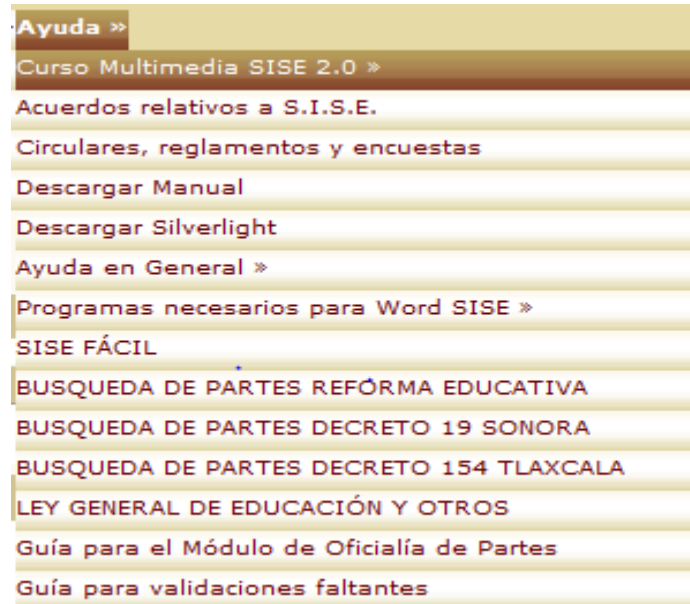 Ayuda »
Curso Multimedia SISE 2.0 »
Acuerdos relativos a S.I.S.E.
Circulares, reglamentos y encuestas
Descargar Manual
Descargar Silverlight
Ayuda en General »
Programas necesarios para Word SISE »
SISE FÁCIL
BUSQUEDA DE PARTES REFORMA EDUCATIVA
BUSQUEDA DE PARTES DECRETO 19 SONORA
BUSQUEDA DE PARTES DECRETO 154 TLAXCALA
LEY GENERAL DE EDUCACIÓN Y OTROS
Guía para el Módulo de Oficialía de Partes
Guía para validaciones faltantes